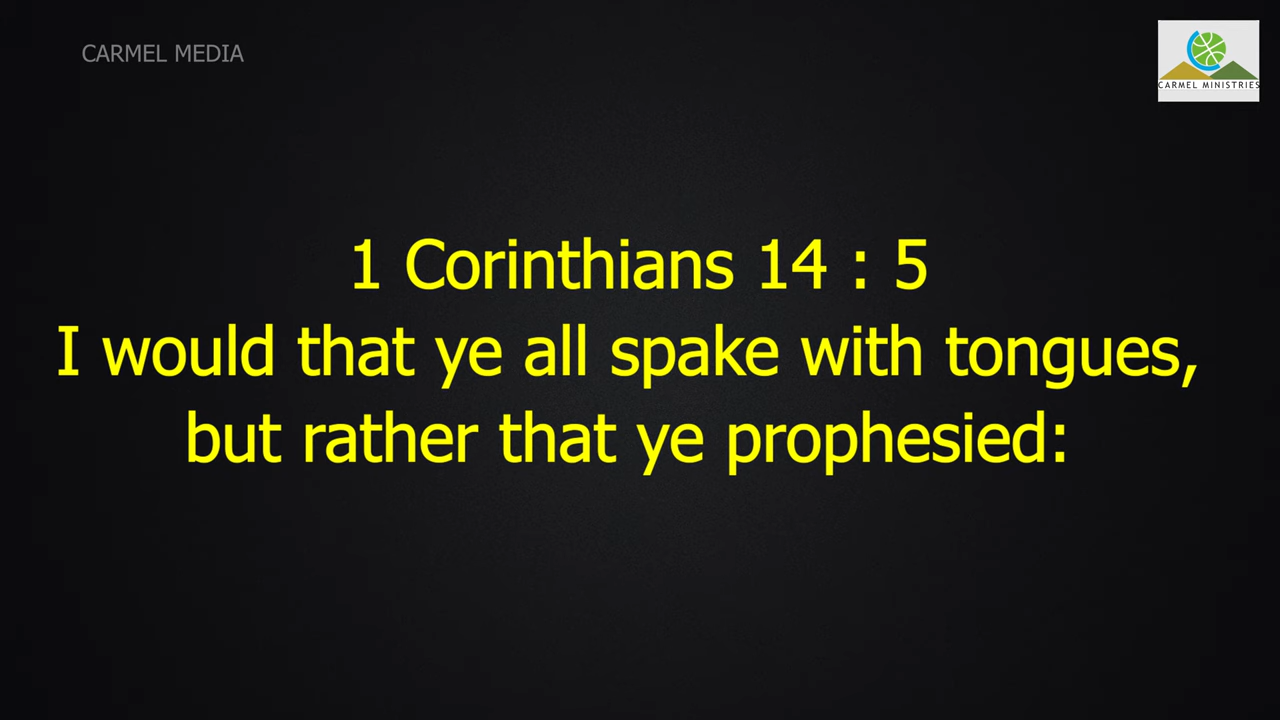 CARMEL MEDIA
CARMEL MINISTRIES
1 Corinthians 14 : 5
I would that ye all spake with tongues,
but rather that ye prophesied: